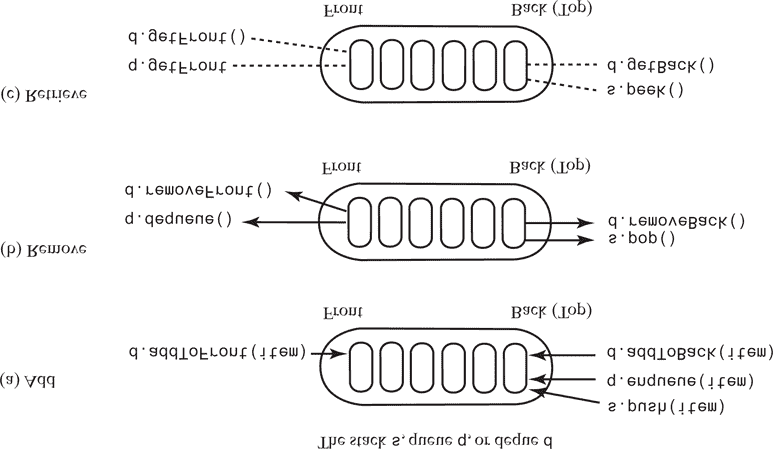 The stack s, queue q, or deque d
s.push(item)
(a) Add
q.enqueue(item)
d.addToFront(item)
d.addToBack(item)
Front
Back (Top)
(b) Remove
s.pop()
q.dequeue()
d.removeBack()
d.removeFront()
Front
Back (Top)
(c) Retrieve
s.peek()
q.getFront
d.getBack()
d.getFront()
Front
Back (Top)